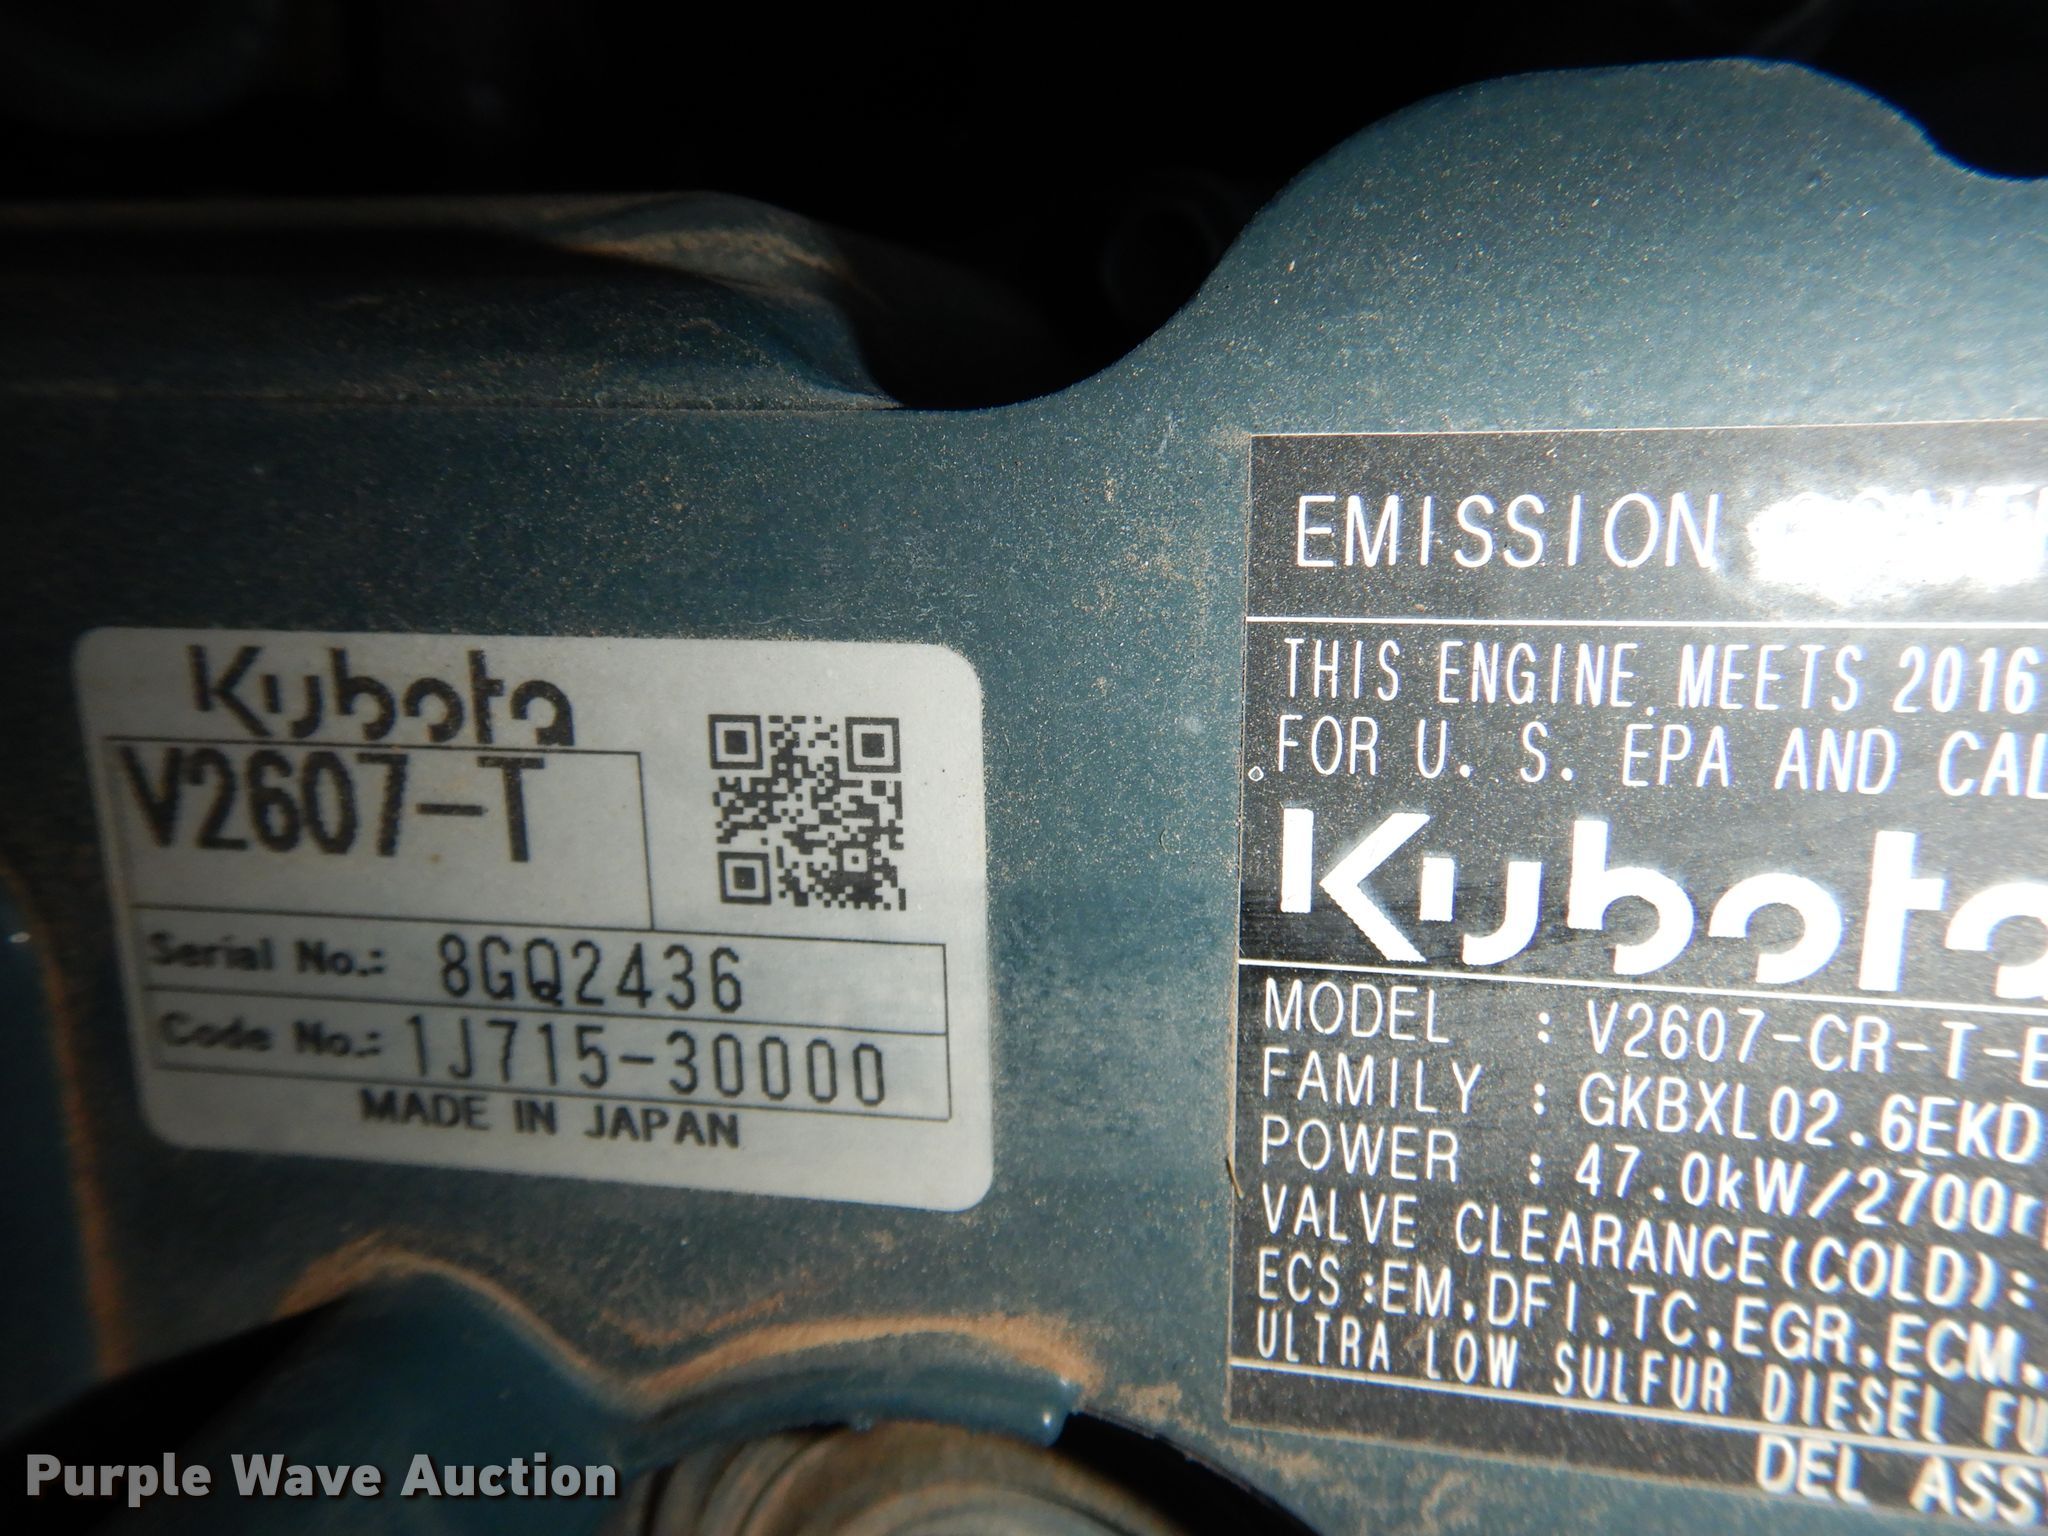 Kubota
V2607-T
Serial No.: 8GQ2436
Code No.: 1J715-30000
MADE IN JAPAN
EMISSION
THIS ENGINE MEETS 2016
FOR U. S. EPA AND CAL
Kubota
MODEL : V2607-CR-T-E
FAMILY : GKBXL02.6EKD
POWER : 47.0kW/2700r
VALVE CLEARANCE(COLD):
ECS :EM,DFI,TC,EGR,ECM,
ULTRA LOW SULFUR DIESEL FU
DEL ASSY
Purple Wave Auction